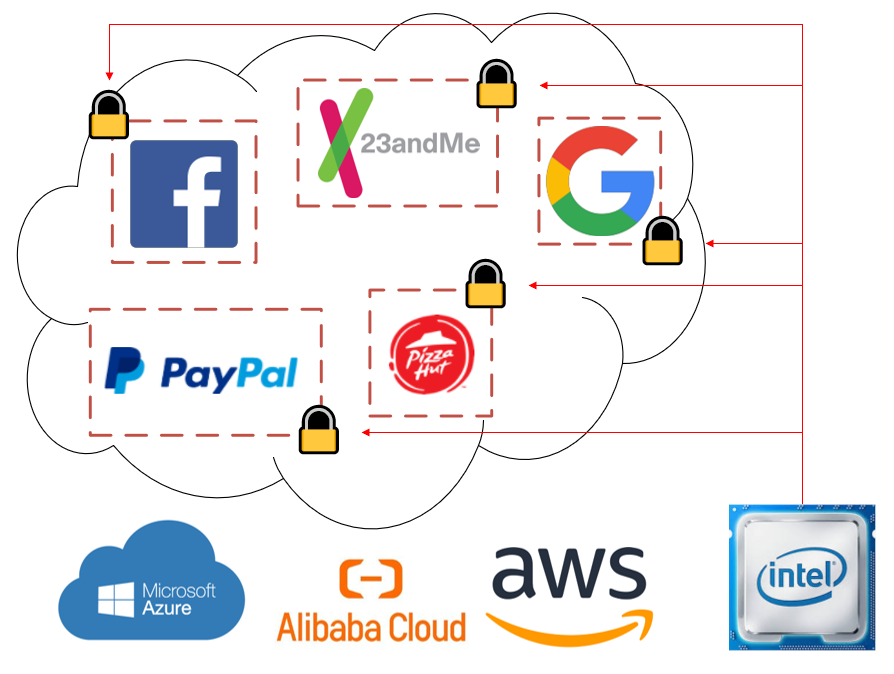 f
23andMe
G
PayPal
Pizza
Hut
Microsoft
Azure
Alibaba Cloud
aws
intel